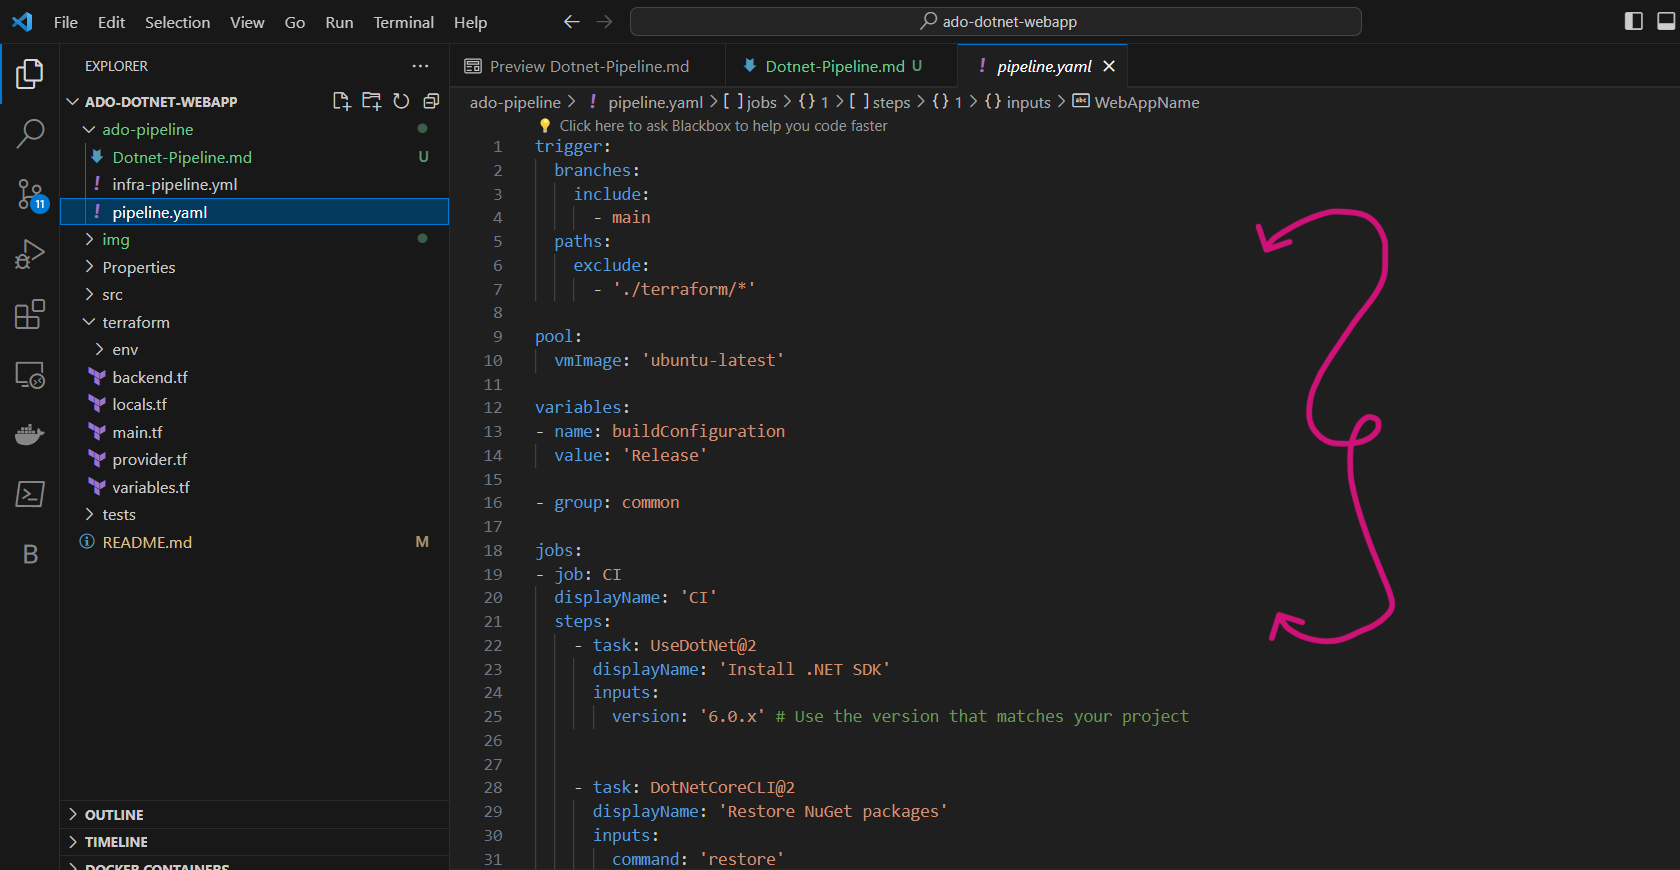 File Edit Selection View Go Run Terminal Help
ado-dotnet-webapp
EXPLORER
ADO-DOTNET-WEBAPP
ado-pipeline
Dotnet-Pipeline.md U
infra-pipeline.yml
pipeline.yaml
img
Properties
src
terraform
env
backend.tf
locals.tf
main.tf
provider.tf
variables.tf
tests
README.md M
OUTLINE
TIMELINE
DOCKER CONTAINERS
11
B
Preview Dotnet-Pipeline.md
Dotnet-Pipeline.md U
! pipeline.yaml
ado-pipeline > ! pipeline.yaml > [ ] jobs > {} 1 > [ ] steps > {} 1 > {} inputs > abc WebAppName
Click here to ask Blackbox to help you code faster
1 trigger:
2 branches:
3 include:
4 - main
5 paths:
6 exclude:
7 - './terraform/*'
8
9 pool:
10 vmImage: 'ubuntu-latest'
11
12 variables:
13 - name: buildConfiguration
14 value: 'Release'
15
16 - group: common
17
18 jobs:
19 - job: CI
20 displayName: 'CI'
21 steps:
22 - task: UseDotNet@2
23 displayName: 'Install .NET SDK'
24 inputs:
25 version: '6.0.x' # Use the version that matches your project
26
27
28 - task: DotNetCoreCLI@2
29 displayName: 'Restore NuGet packages'
30 inputs:
31 command: 'restore'